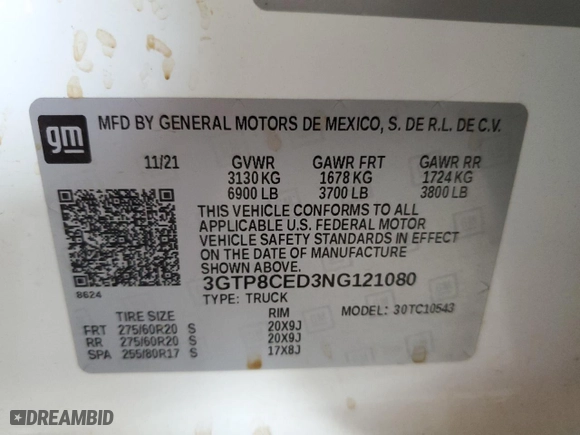 gm
MFD BY GENERAL MOTORS DE MEXICO, S. DE R.L. DE C.V.
11/21 GVWR GAWR FRT GAWR RR
3130 KG 1678 KG 1724 KG
6900 LB 3700 LB 3800 LB
THIS VEHICLE CONFORMS TO ALL
APPLICABLE U.S. FEDERAL MOTOR
VEHICLE SAFETY STANDARDS IN EFFECT
ON THE DATE OF MANUFACTURE
SHOWN ABOVE.
8624 3GTP8CED3NG121080
TYPE: TRUCK MODEL: 30TC10543
TIRE SIZE RIM
FRT 275/60R20 S 20X9J
RR 275/60R20 S 20X9J
SPA 255/80R17 S 17X8J
DREAMBID